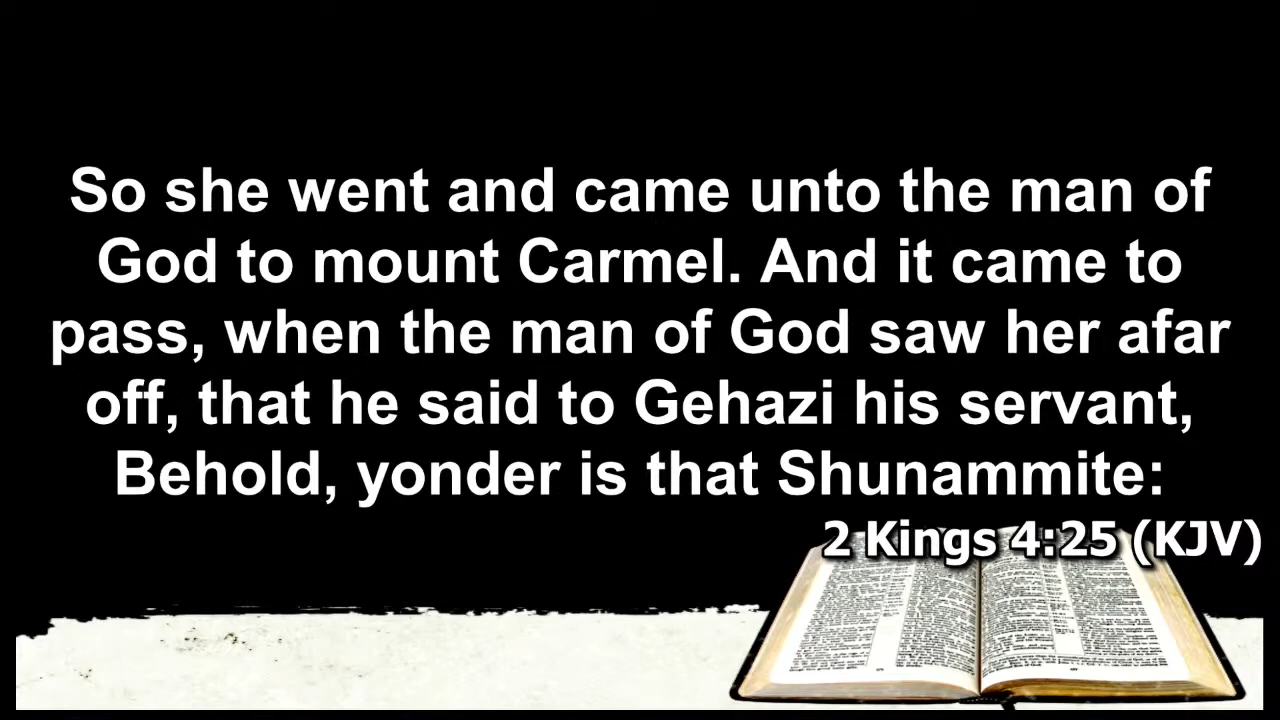 So she went and came unto the man of
God to mount Carmel. And it came to
pass, when the man of God saw her afar
off, that he said to Gehazi his servant,
Behold, yonder is that Shunammite:
2 Kings 4:25 (KJV)